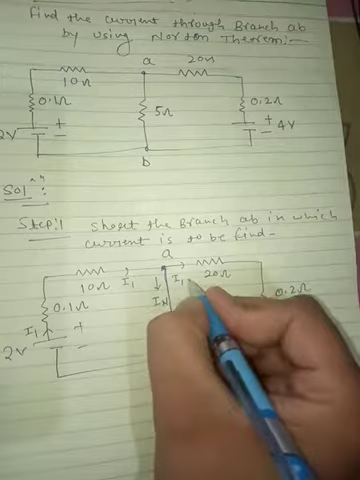 Find the current through Branch ab
by using Norton Theorem:-
a
20Ω
10Ω
0.1Ω
5Ω
0.2Ω
+
-
2V
+
-
4V
b
Sol^n:
Step:1 Short the Branch ab in which
current is to be find-
a
10Ω
I1
I1
20Ω
0.1Ω
IN
0.2Ω
I1
+
2V
-